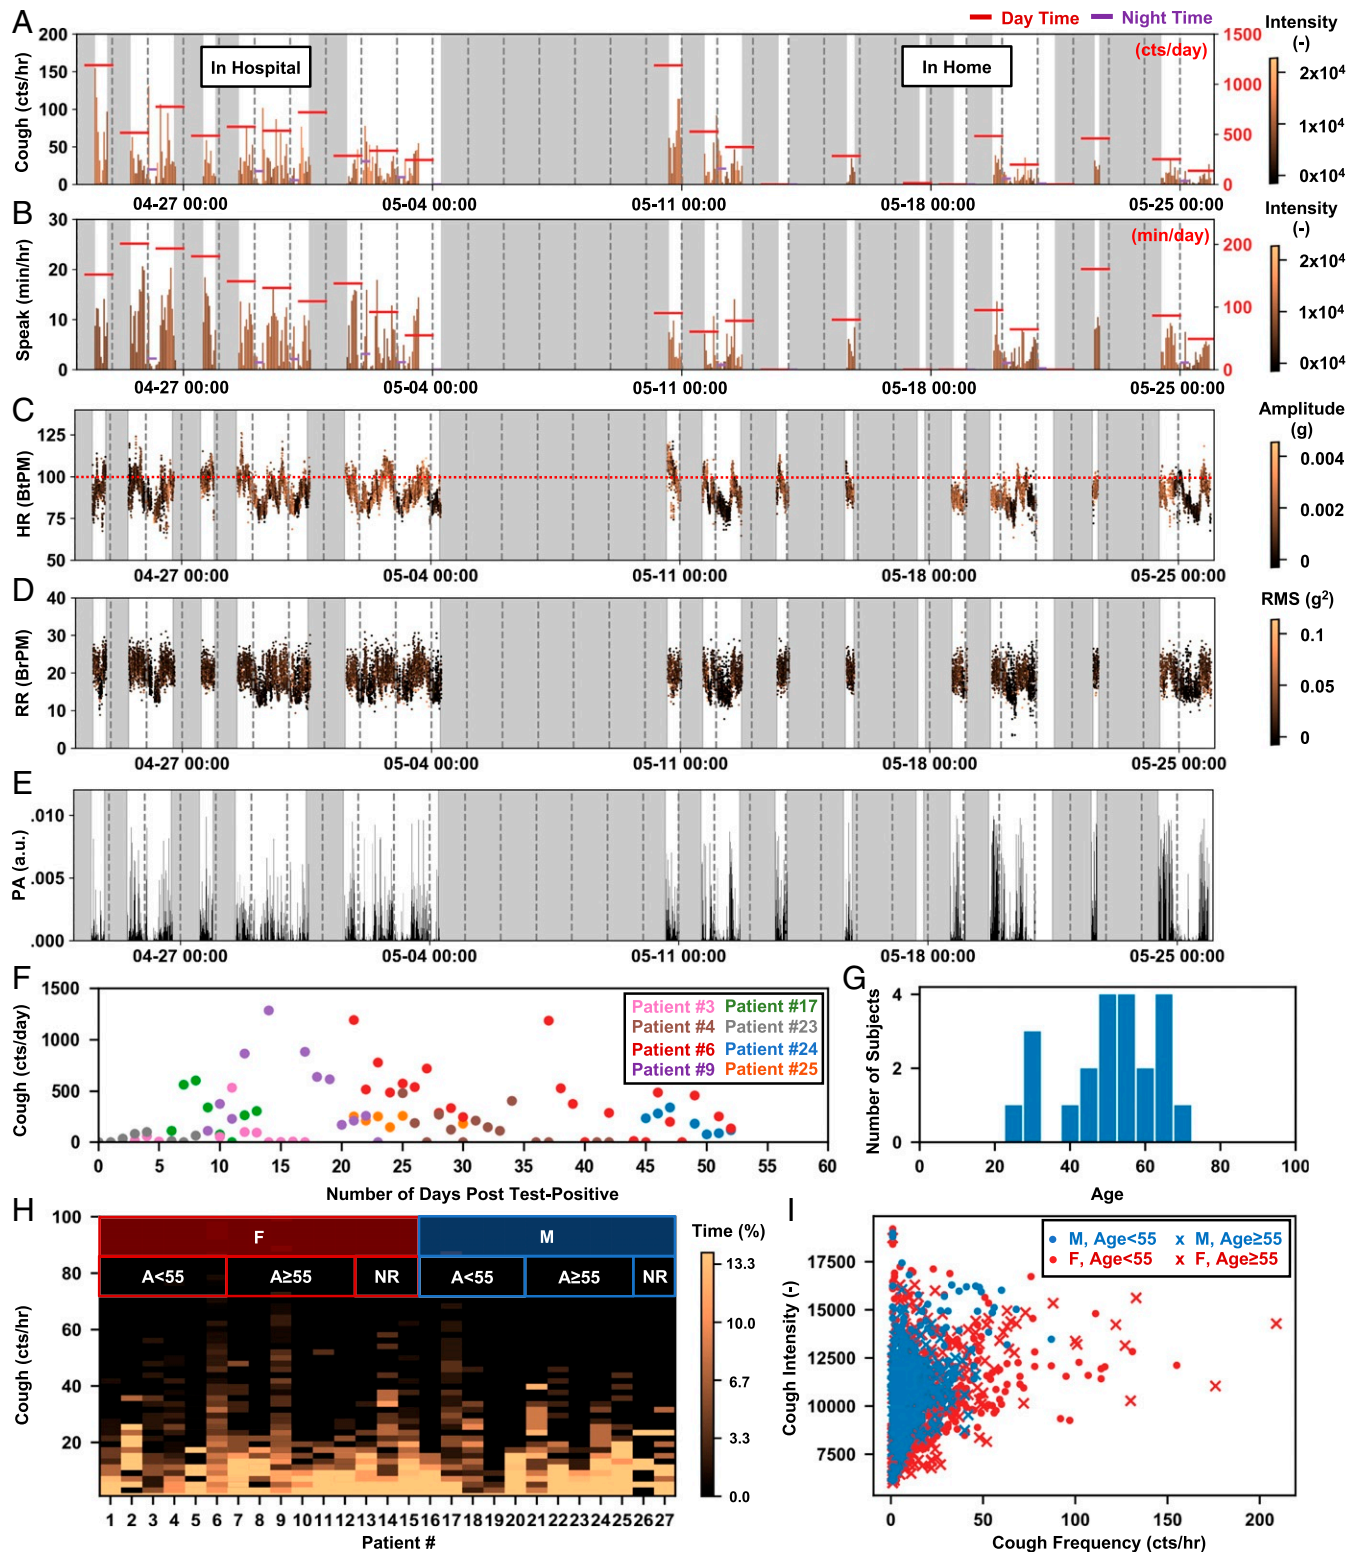 A
Day Time
Night Time
Cough (cts/hr)
200
150
100
50
0
In Hospital
In Home
(cts/day)
1500
1000
500
0
Intensity
(-)
2x10⁴
1x10⁴
0x10⁴
04-27 00:00
05-04 00:00
05-11 00:00
05-18 00:00
05-25 00:00
B
Speak (min/hr)
30
20
10
0
(min/day)
200
100
0
Intensity
(-)
2x10⁴
1x10⁴
0x10⁴
04-27 00:00
05-04 00:00
05-11 00:00
05-18 00:00
05-25 00:00
C
HR (BtPM)
125
100
75
50
Amplitude
(g)
0.004
0.002
0
04-27 00:00
05-04 00:00
05-11 00:00
05-18 00:00
05-25 00:00
D
RR (BrPM)
40
30
20
10
0
RMS (g²)
0.1
0.05
0
04-27 00:00
05-04 00:00
05-11 00:00
05-18 00:00
05-25 00:00
E
PA (a.u.)
.010
.005
.000
04-27 00:00
05-04 00:00
05-11 00:00
05-18 00:00
05-25 00:00
F
Cough (cts/day)
1500
1000
500
0
Patient #3 Patient #17
Patient #4 Patient #23
Patient #6 Patient #24
Patient #9 Patient #25
0 5 10 15 20 25 30 35 40 45 50 55 60
Number of Days Post Test-Positive
G
Number of Subjects
4
2
0
0 20 40 60 80 100
Age
H
Cough (cts/hr)
100
80
60
40
20
F
M
A<55
A≥55
NR
A<55
A≥55
NR
Time (%)
13.3
10.0
6.7
3.3
0.0
1 2 3 4 5 6 7 8 9 10 11 12 13 14 15 16 17 18 19 20 21 22 23 24 25 26 27
Patient #
I
Cough Intensity (-)
17500
15000
12500
10000
7500
M, Age<55 x M, Age≥55
F, Age<55 x F, Age≥55
0 50 100 150 200
Cough Frequency (cts/hr)